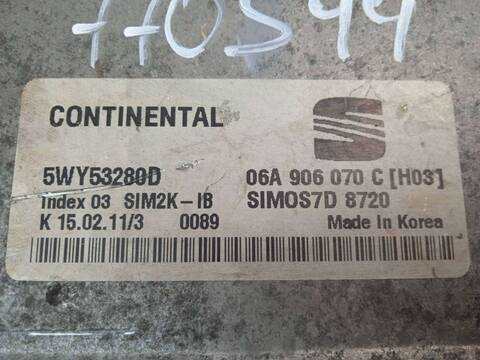 770344
CONTINENTAL
5WY53280D 06A 906 070 C [H03]
Index 03 SIM2K-IB SIMOS7D 8720
K 15.02.11/3 0089 Made in Korea